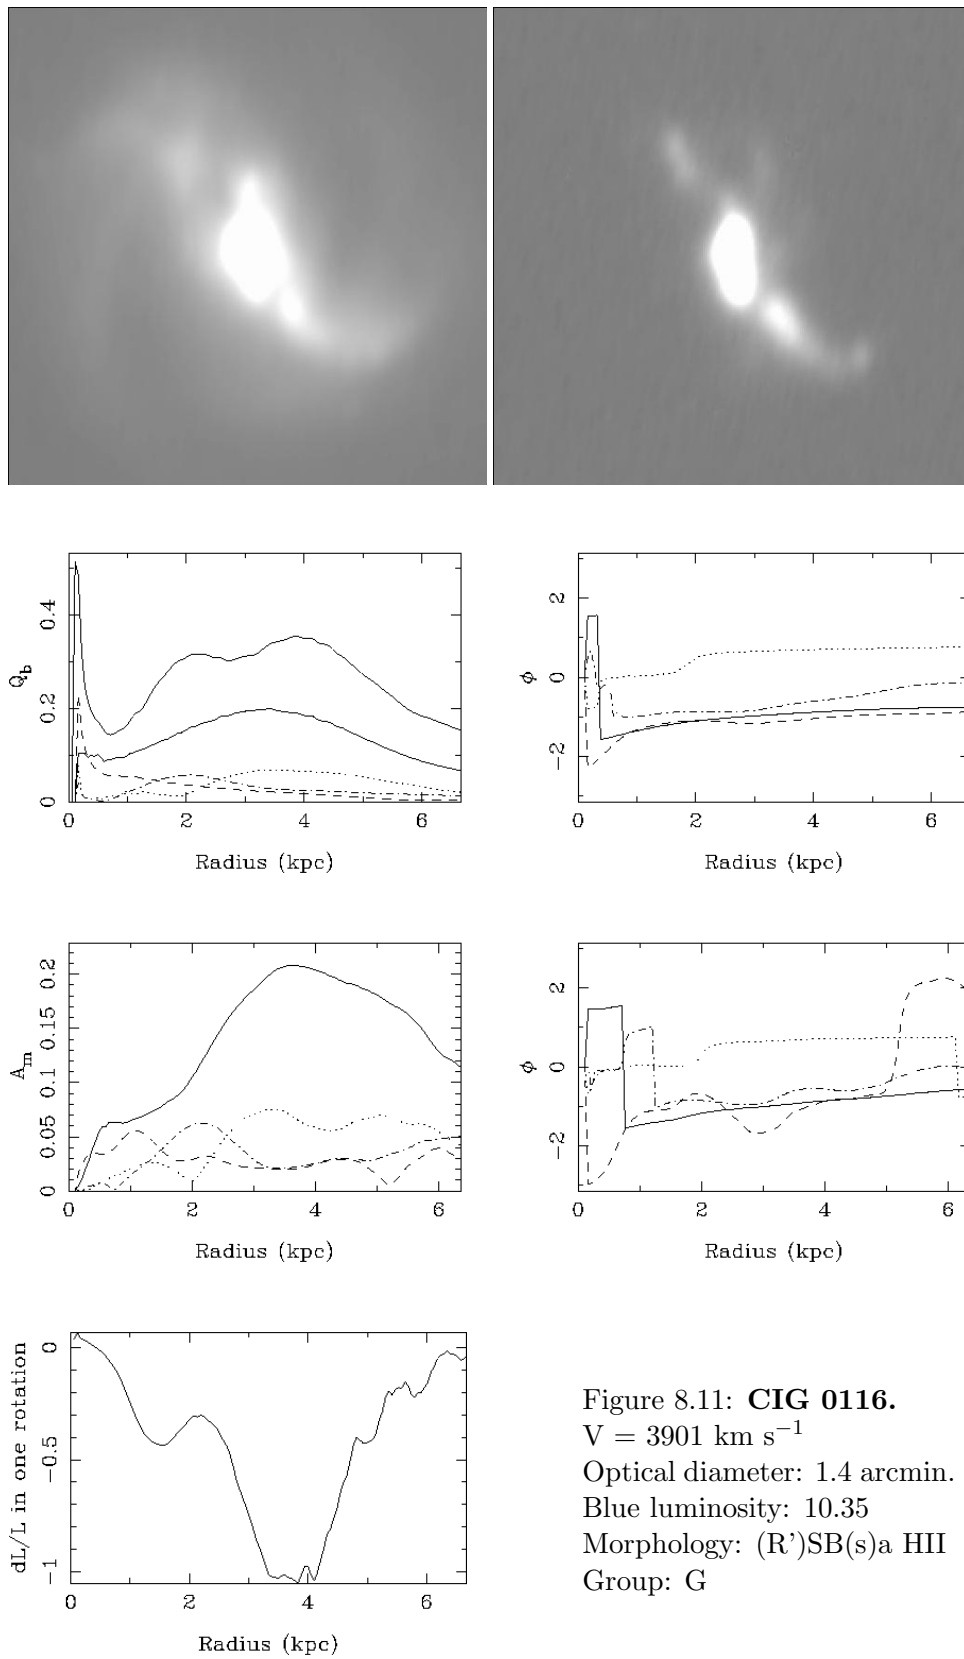 0.4
0.2
0
Q_b
0 2 4 6
Radius (kpc)
2
0
−2
ϕ
0 2 4 6
Radius (kpc)
0.2
0.15
0.1
0.05
0
A_m
0 2 4 6
Radius (kpc)
2
0
−2
ϕ
0 2 4 6
Radius (kpc)
0
−0.5
−1
dL/L in one rotation
0 2 4 6
Radius (kpc)
Figure 8.11: CIG 0116.
V = 3901 km s⁻¹
Optical diameter: 1.4 arcmin.
Blue luminosity: 10.35
Morphology: (R’)SB(s)a HII
Group: G